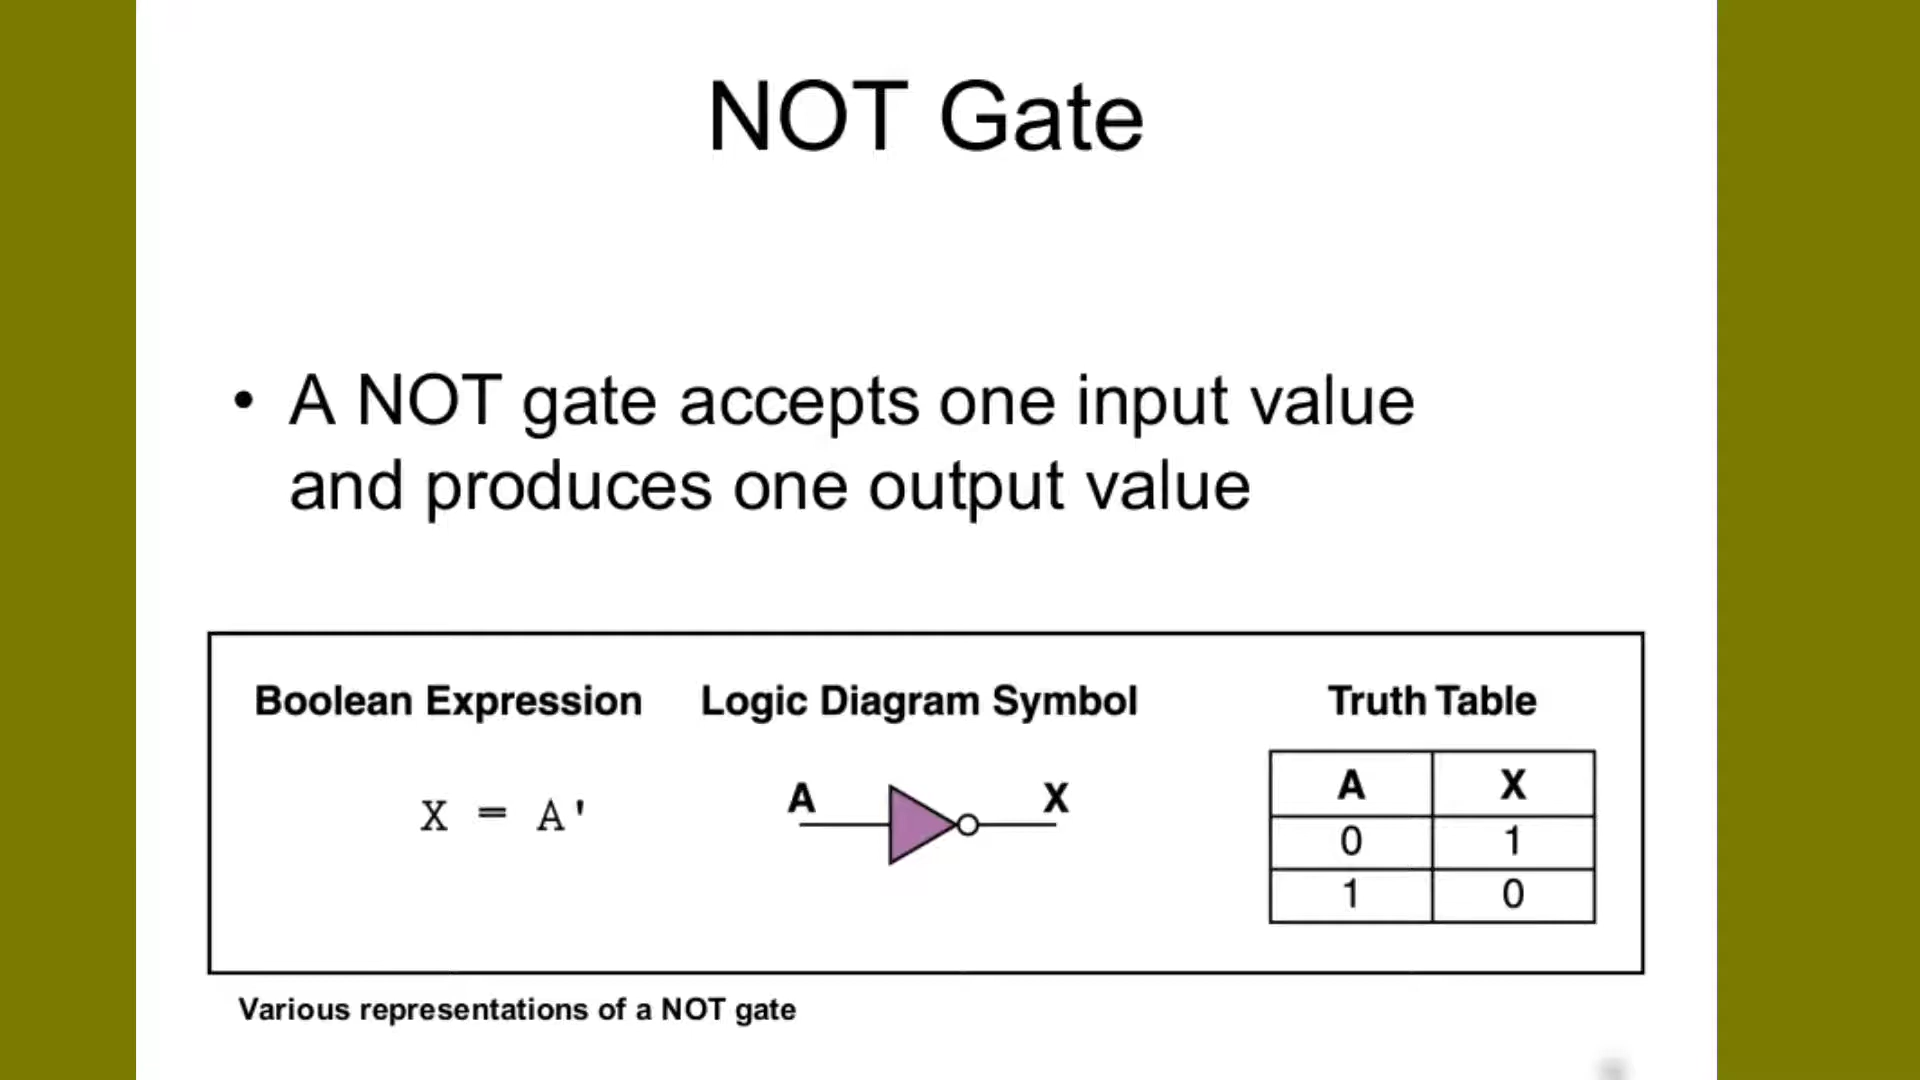 NOT Gate
• A NOT gate accepts one input value
and produces one output value
Boolean Expression
X = A'
Logic Diagram Symbol
A X
Truth Table
A X
0 1
1 0
Various representations of a NOT gate